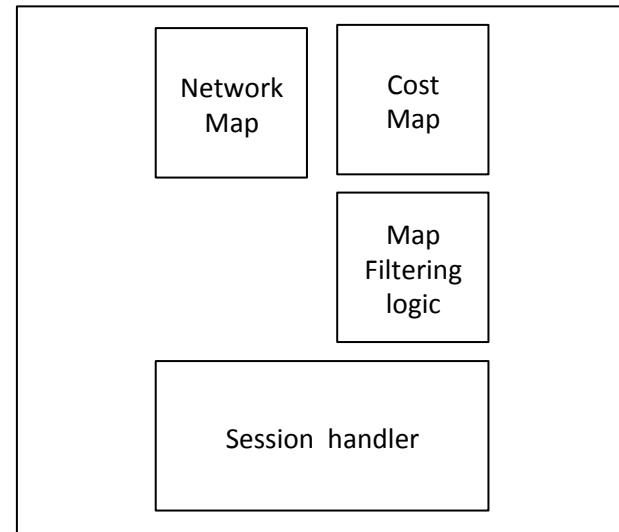 Network
Map
Cost
Map
Map
Filtering
logic
Session handler